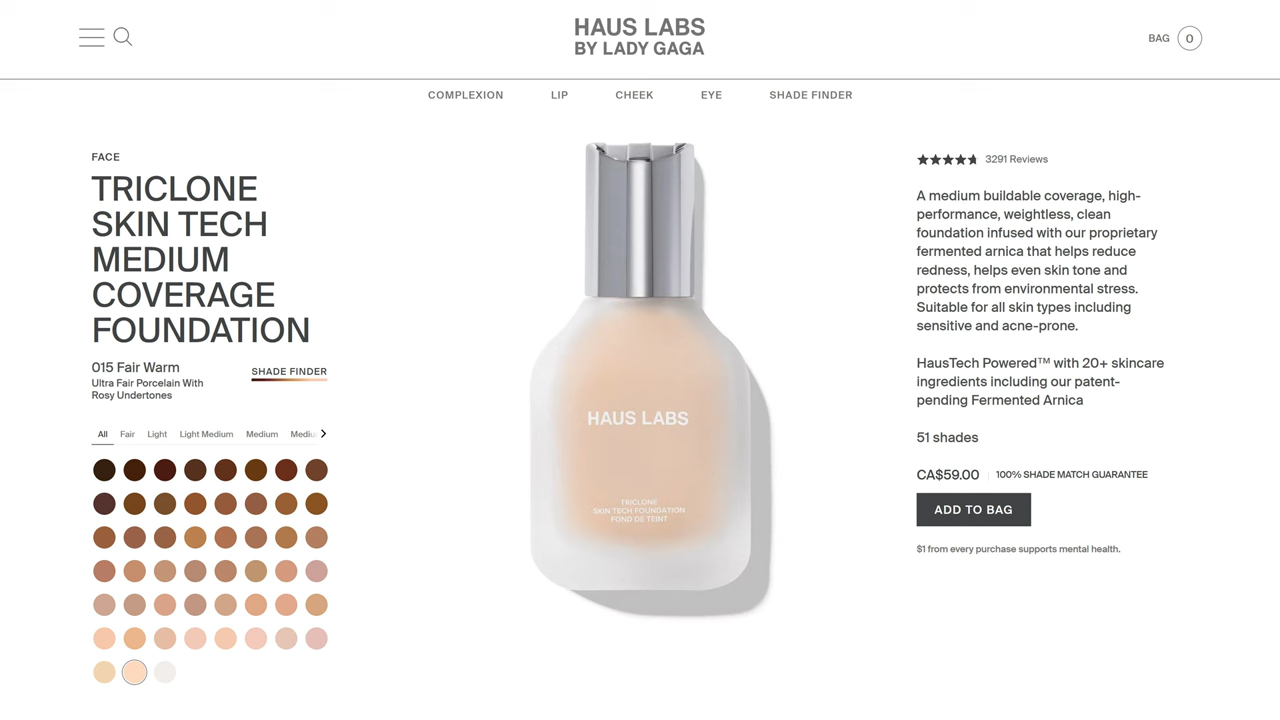 HAUS LABS
BY LADY GAGA
BAG 0
COMPLEXION LIP CHEEK EYE SHADE FINDER
FACE
TRICLONE
SKIN TECH
MEDIUM
COVERAGE
FOUNDATION
015 Fair Warm
Ultra Fair Porcelain With
Rosy Undertones
SHADE FINDER
All Fair Light Light Medium Medium Mediu
HAUS LABS
TRICLONE
SKIN TECH FOUNDATION
FOND DE TEINT
3291 Reviews
A medium buildable coverage, high-
performance, weightless, clean
foundation infused with our proprietary
fermented arnica that helps reduce
redness, helps even skin tone and
protects from environmental stress.
Suitable for all skin types including
sensitive and acne-prone.
HausTech Powered™ with 20+ skincare
ingredients including our patent-
pending Fermented Arnica
51 shades
CA$59.00 100% SHADE MATCH GUARANTEE
ADD TO BAG
$1 from every purchase supports mental health.